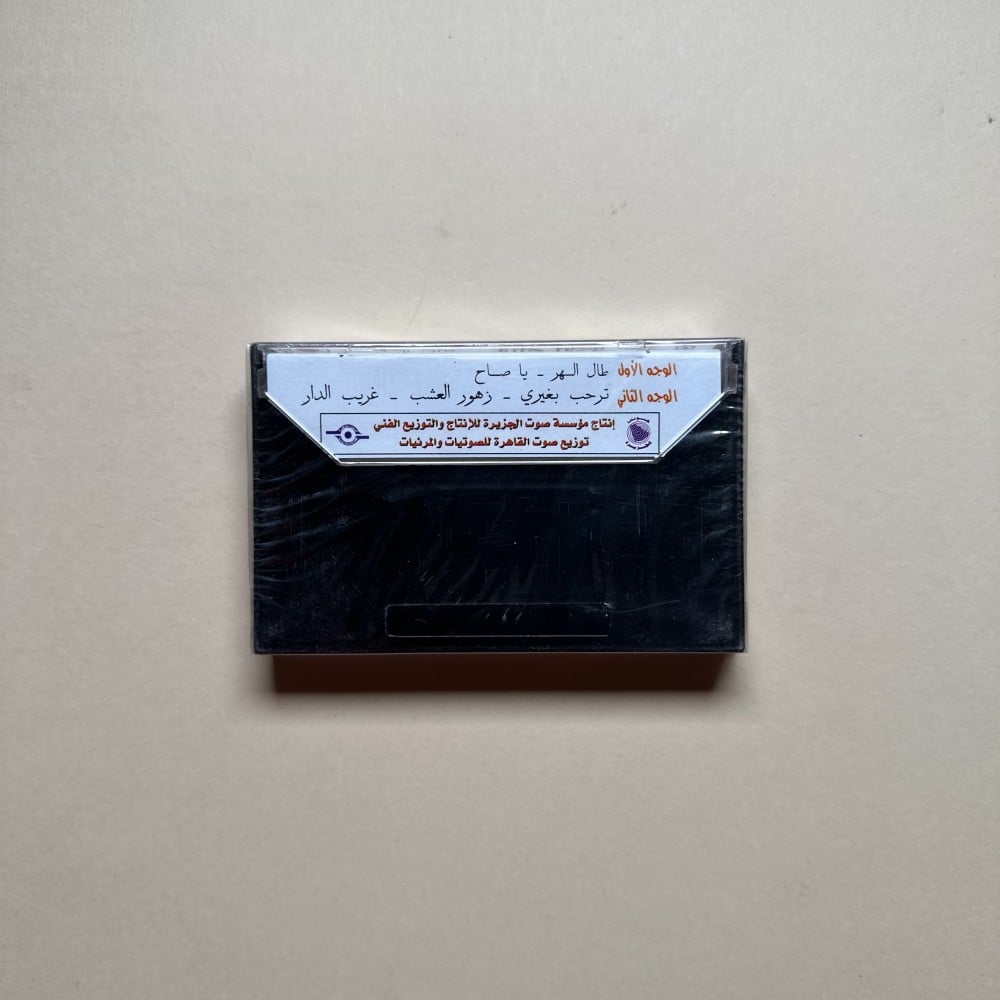 الوجه الأول طال السهر - يا صاح
الوجه الثاني ترحب بغيري - زهور العشب - غريب الدار
إنتاج مؤسسة صوت الجزيرة للإنتاج والتوزيع الفني
توزيع صوت القاهرة للصوتيات والمرئيات